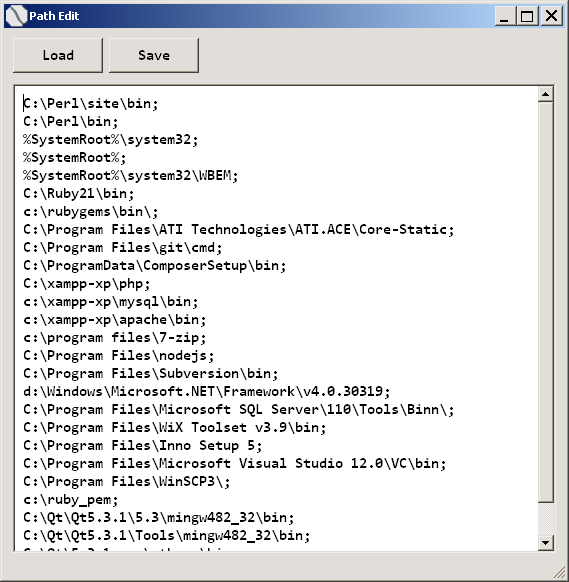 Path Edit
Load Save
C:\Perl\site\bin;
C:\Perl\bin;
%SystemRoot%\system32;
%SystemRoot%;
%SystemRoot%\system32\WBEM;
C:\Ruby21\bin;
c:\rubygems\bin\;
C:\Program Files\ATI Technologies\ATI.ACE\Core-Static;
C:\Program Files\git\cmd;
C:\ProgramData\ComposerSetup\bin;
C:\xampp-xp\php;
c:\xampp-xp\mysql\bin;
c:\xampp-xp\apache\bin;
c:\program files\7-zip;
C:\Program Files\nodejs;
C:\Program Files\Subversion\bin;
d:\Windows\Microsoft.NET\Framework\v4.0.30319;
C:\Program Files\Microsoft SQL Server\110\Tools\Binn\;
C:\Program Files\WiX Toolset v3.9\bin;
C:\Program Files\Inno Setup 5;
C:\Program Files\Microsoft Visual Studio 12.0\VC\bin;
C:\Program Files\WinSCP3\;
c:\ruby_pem;
C:\Qt\Qt5.3.1\5.3\mingw482_32\bin;
C:\Qt\Qt5.3.1\Tools\mingw482_32\bin;